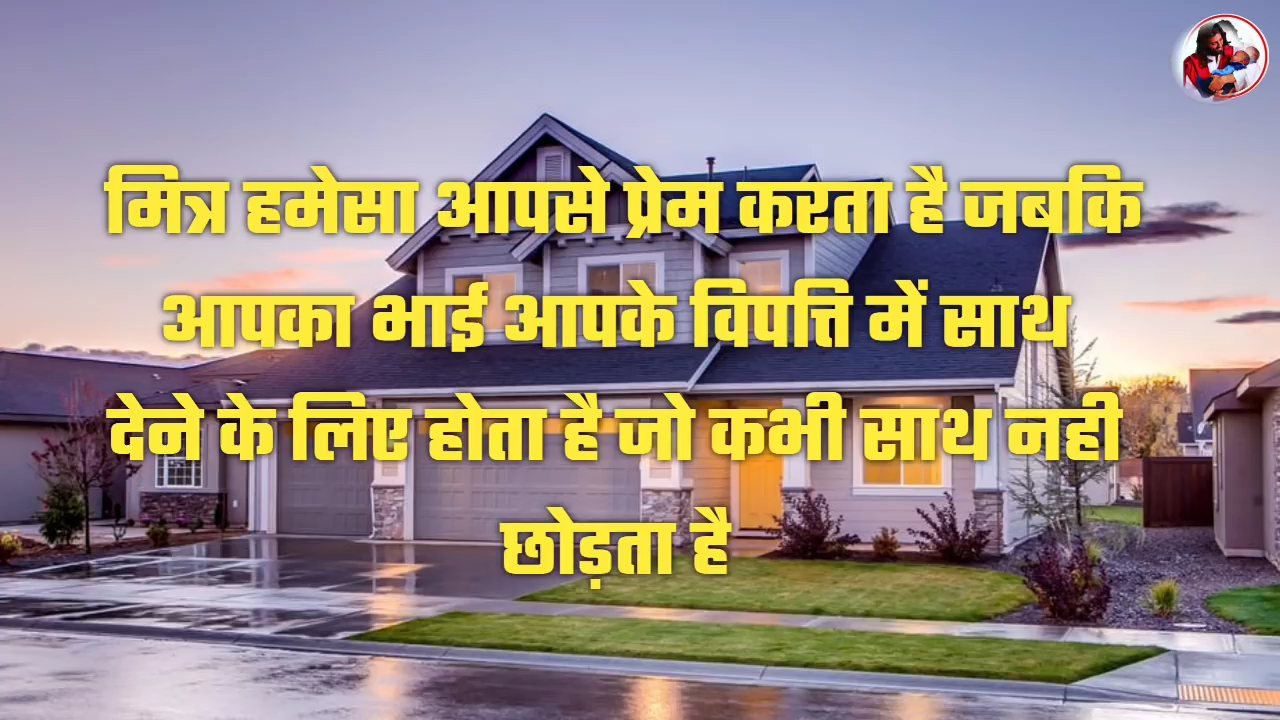 मित्र हमेसा आपसे प्रेम करता है जबकि
आपका भाई आपके विपत्ति में साथ
देने के लिए होता है जो कभी साथ नही
छोड़ता है